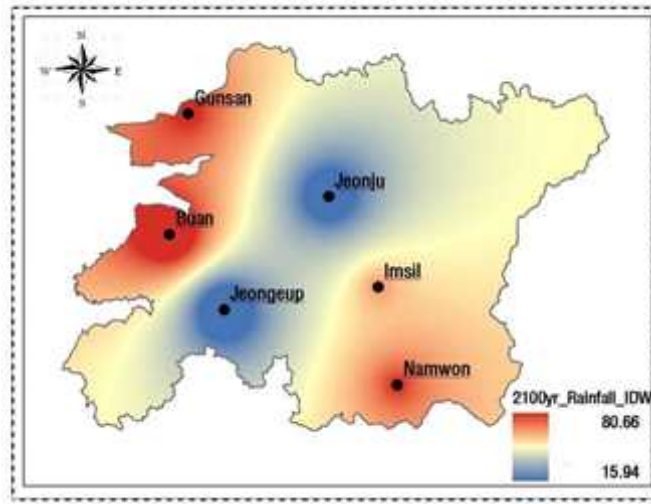 N
W E
S
Gunsan
Jeonju
Buan
Imsil
Jeongeup
Namwon
2100yr_Rainfall_IDW
80.66
15.94